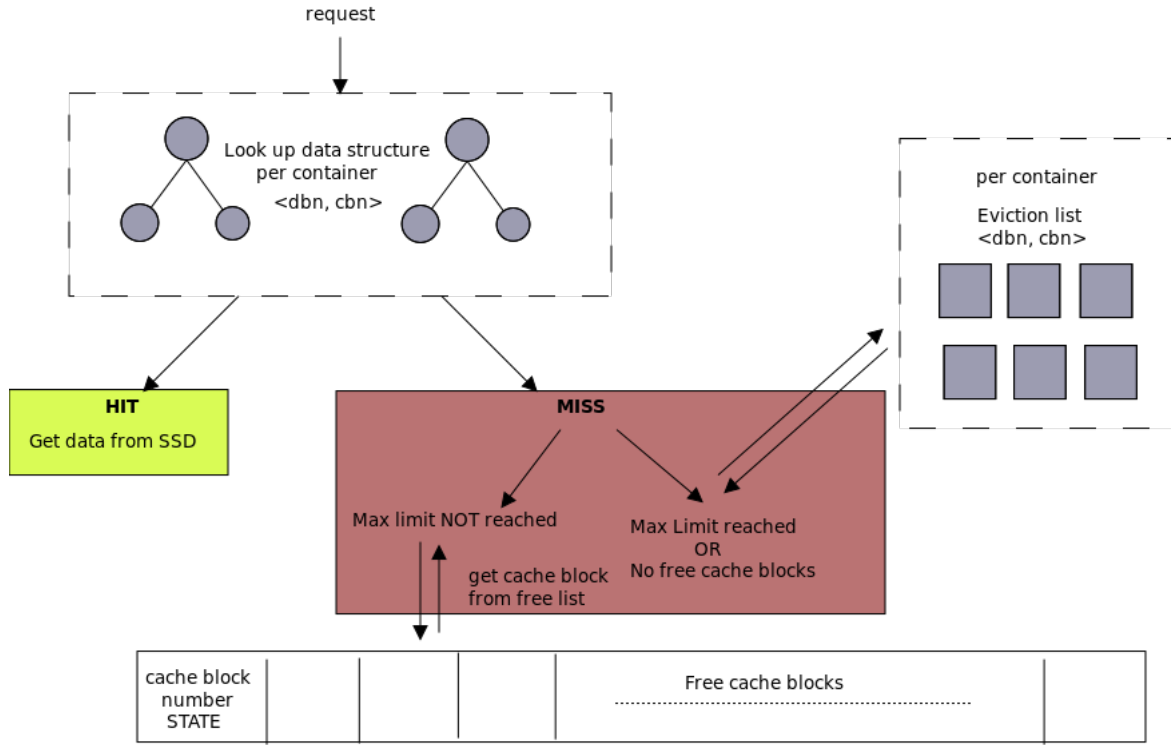 request
Look up data structure
per container
<dbn, cbn>
per container
Eviction list
<dbn, cbn>
HIT
Get data from SSD
MISS
Max limit NOT reached
Max Limit reached
OR
No free cache blocks
get cache block
from free list
cache block
number
STATE
Free cache blocks